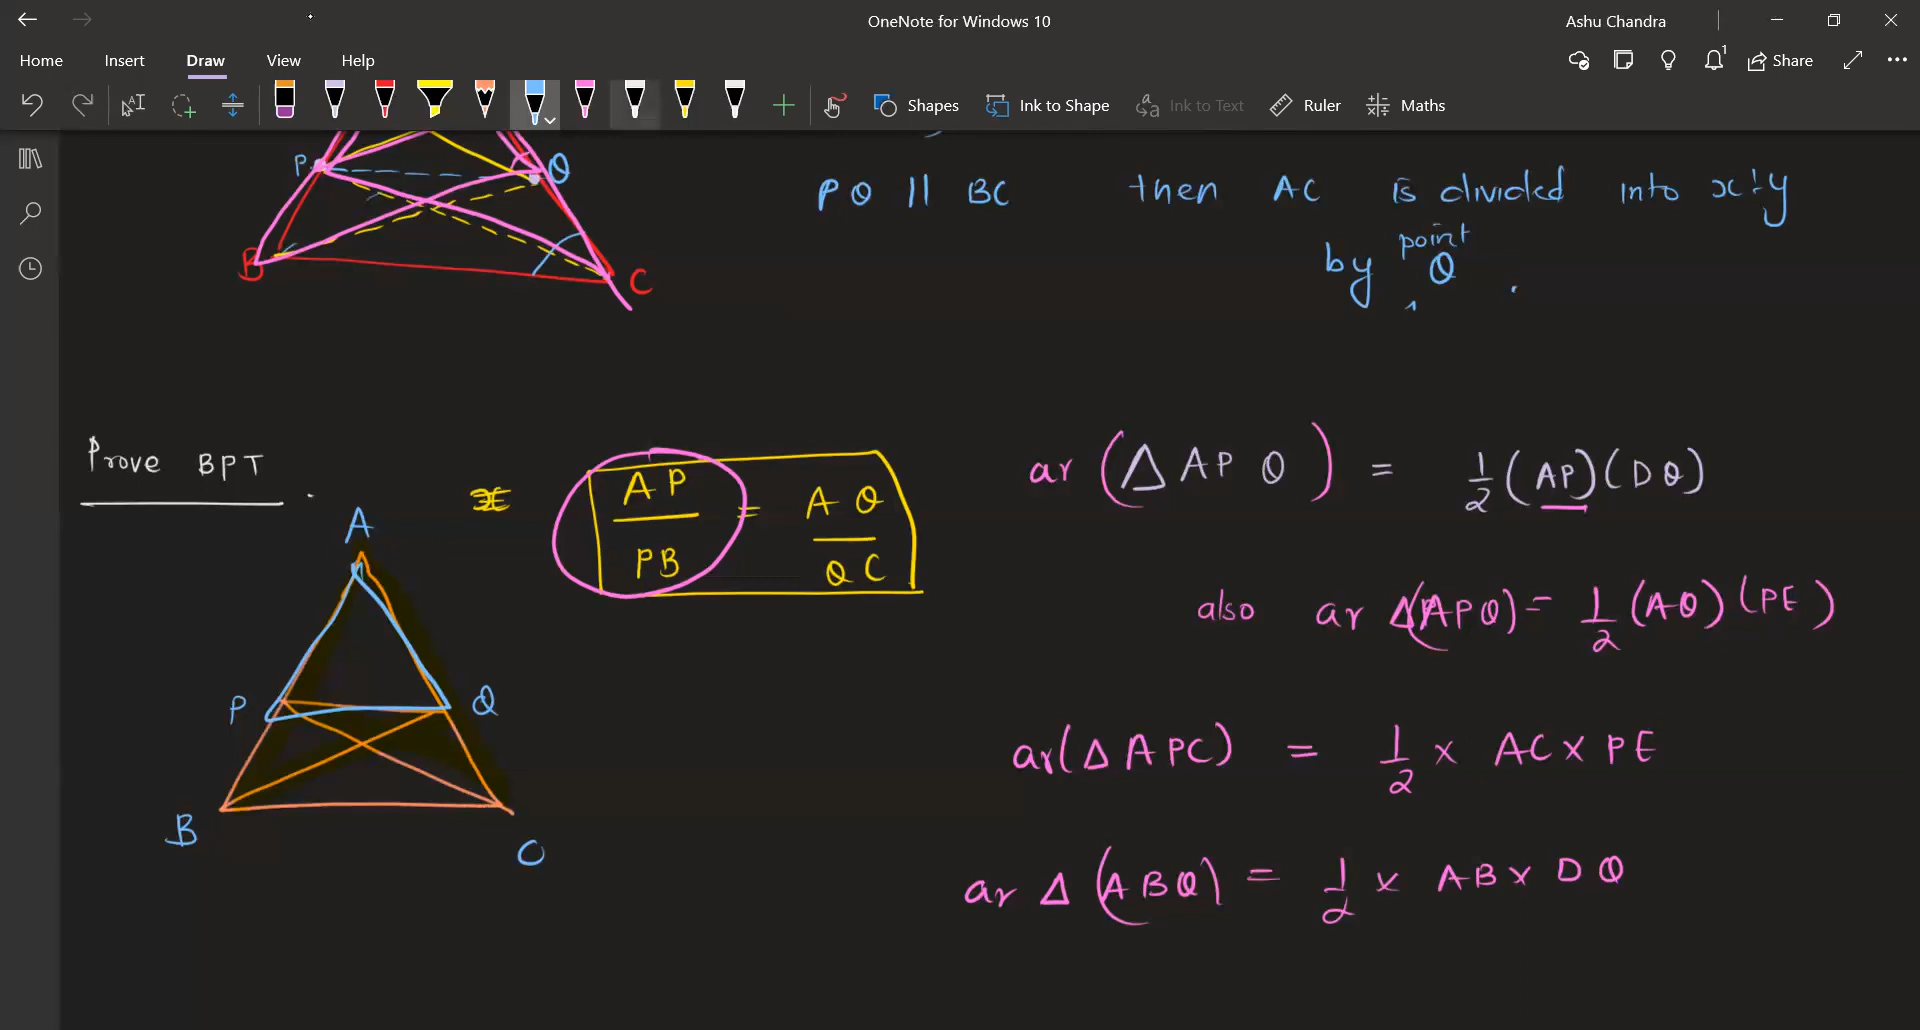 OneNote for Windows 10
Ashu Chandra
Home Insert Draw View Help
1
Share
Shapes Ink to Shape Ink to Text Ruler Maths
P Q
B C
PQ || BC then AC is divided into x:y
by point Q.
Prove BPT.
A
P Q
B C
AP/PB = AQ/QC
ar (Δ APQ) = 1/2 (AP)(DQ)
also ar Δ(APQ) = 1/2 (AQ)(PE)
ar(Δ APC) = 1/2 × AC × PE
ar Δ (ABQ) = 1/2 × AB × DQ